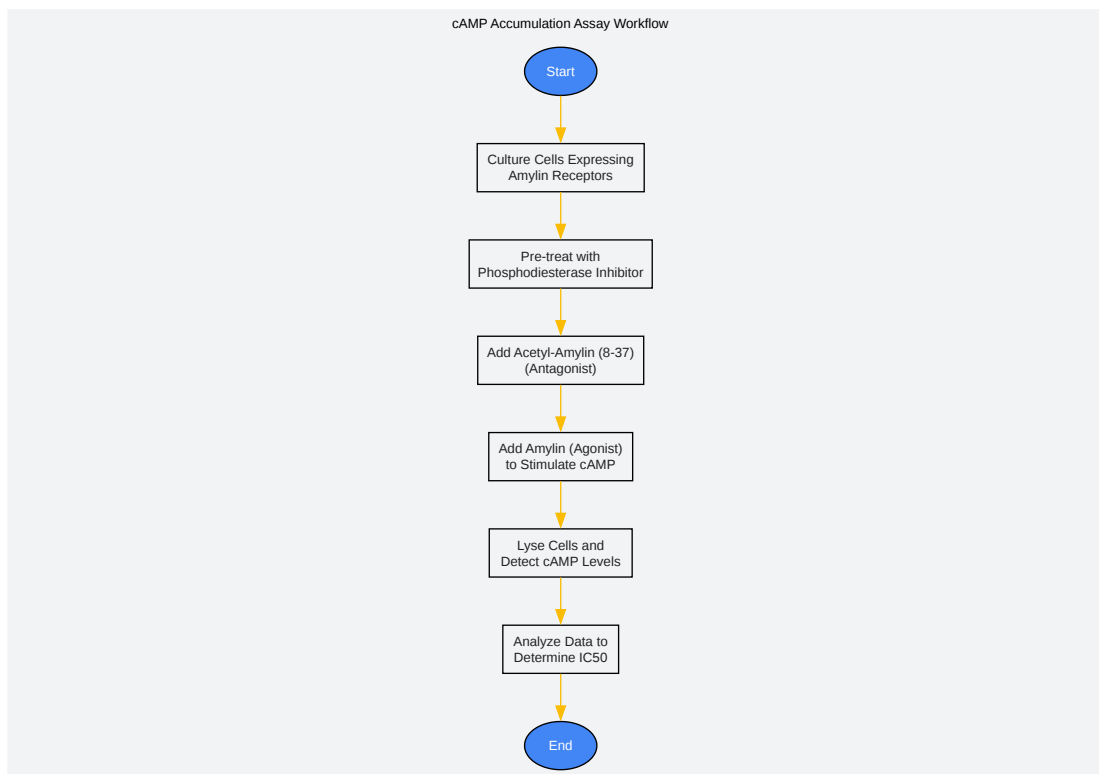 cAMP Accumulation Assay Workflow
Start
Culture Cells Expressing
Amylin Receptors
Pre-treat with
Phosphodiesterase Inhibitor
Add Acetyl-Amylin (8-37)
(Antagonist)
Add Amylin (Agonist)
to Stimulate cAMP
Lyse Cells and
Detect cAMP Levels
Analyze Data to
Determine IC50
End